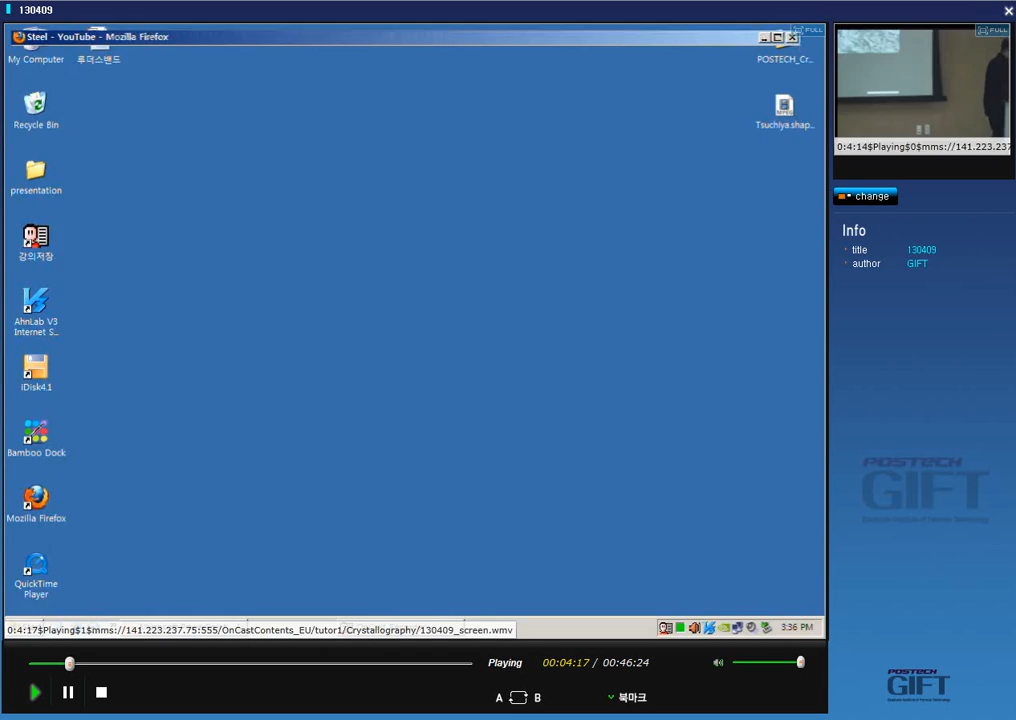 130409
Steel - YouTube - Mozilla Firefox
FULL
My Computer
루더스밴드
POSTECH_Cr...
Recycle Bin
MPEG
Tsuchiya.shap...
presentation
강의저장
AhnLab V3
Internet S...
IDisk4.1
Bamboo Dock
Mozilla Firefox
QuickTime
Player
0:4:17$Playing$1$mms://141.223.237.75:555/OnCastContents_EU/tutor1/Crystallography/130409_screen.wmv
3:36 PM
Playing
00:04:17 / 00:46:24
A B
북마크
FULL
0:4:14$Playing$0$mms://141.223.237
change
Info
title 130409
author GIFT
POSTECH
GIFT
POSTECH
GIFT